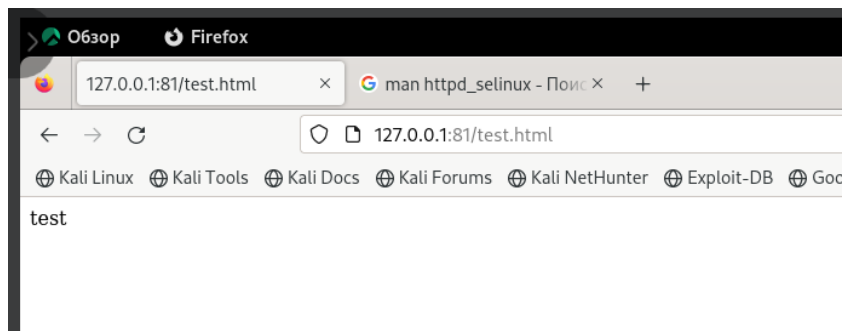 Обзор Firefox
127.0.0.1:81/test.html × man httpd_selinux - Поис × +
127.0.0.1:81/test.html
Kali Linux Kali Tools Kali Docs Kali Forums Kali NetHunter Exploit-DB Goo
test